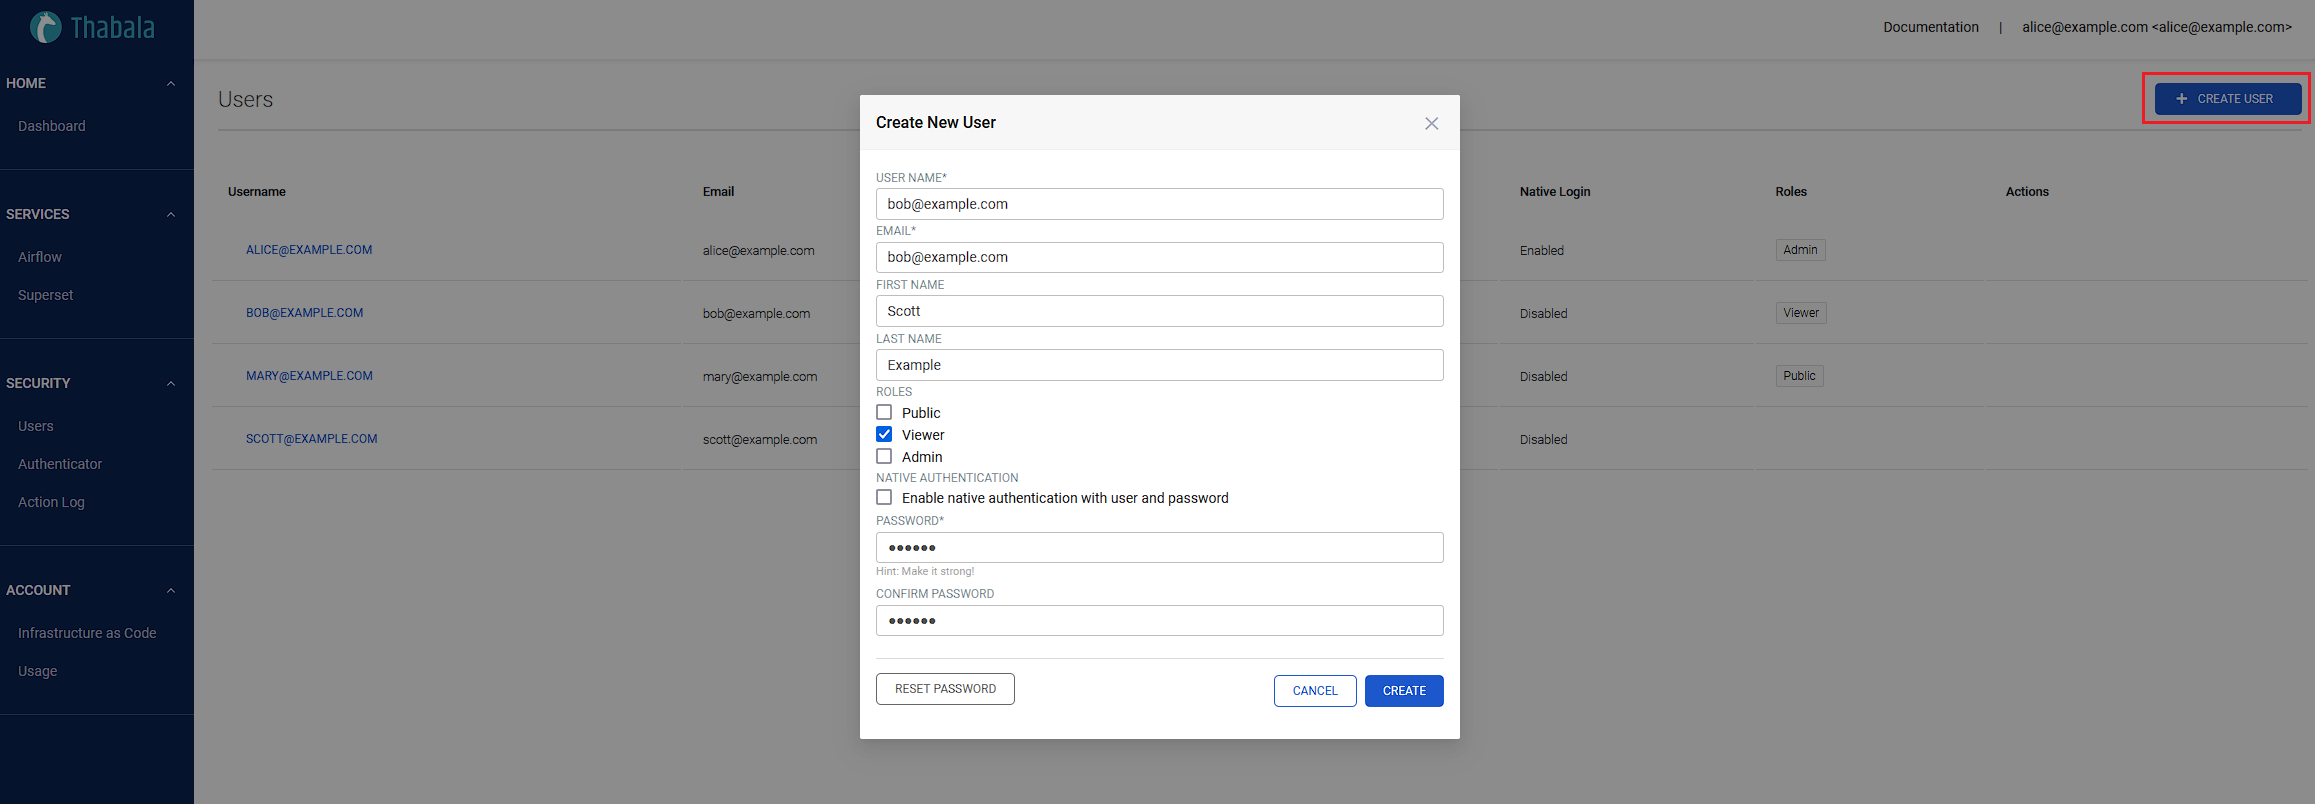 Thabala
Documentation | alice@example.com <alice@example.com>
HOME
Dashboard
SERVICES
Airflow
Superset
SECURITY
Users
Authenticator
Action Log
ACCOUNT
Infrastructure as Code
Usage
Users
+ CREATE USER
Username Email Native Login Roles Actions
ALICE@EXAMPLE.COM alice@example.com Enabled Admin
BOB@EXAMPLE.COM bob@example.com Disabled Viewer
MARY@EXAMPLE.COM mary@example.com Disabled Public
SCOTT@EXAMPLE.COM scott@example.com Disabled
Create New User
USER NAME*
bob@example.com
EMAIL*
bob@example.com
FIRST NAME
Scott
LAST NAME
Example
ROLES
Public
Viewer
Admin
NATIVE AUTHENTICATION
Enable native authentication with user and password
PASSWORD*
••••••
Hint: Make it strong!
CONFIRM PASSWORD
••••••
RESET PASSWORD CANCEL CREATE